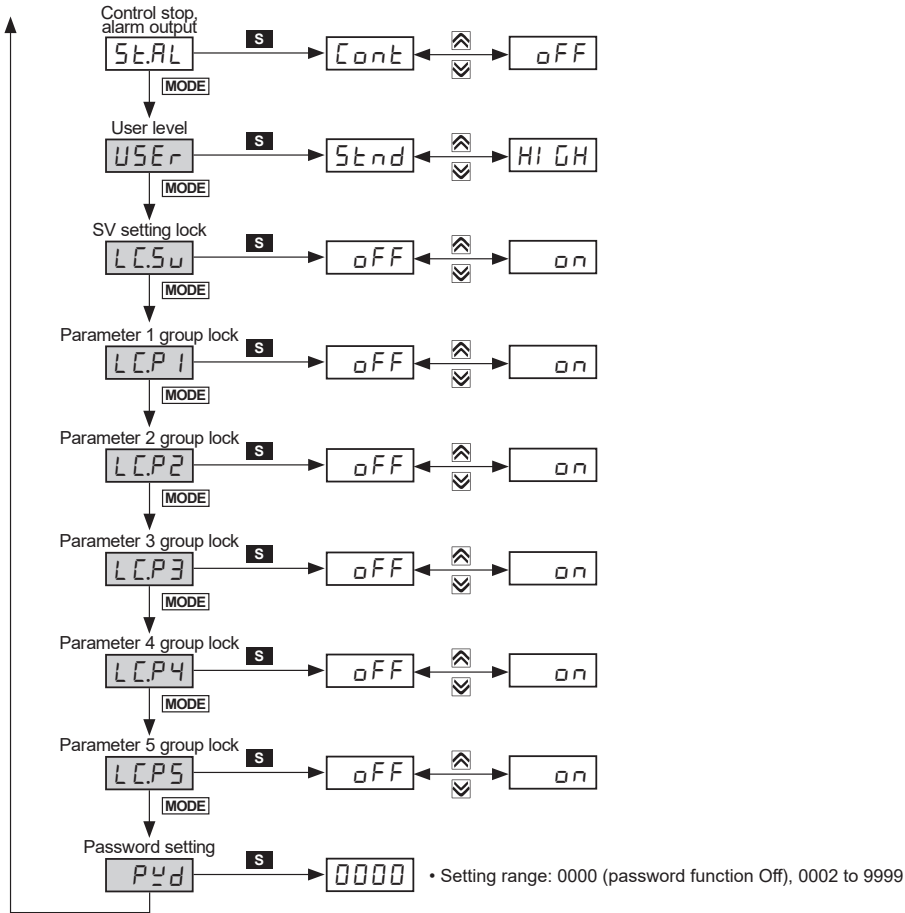 Control stop,
alarm output
St.AL S Cont oFF
MODE
User level
USEr S Stnd HIGH
MODE
SV setting lock
LC.Sv S oFF on
MODE
Parameter 1 group lock
LC.P1 S oFF on
MODE
Parameter 2 group lock
LC.P2 S oFF on
MODE
Parameter 3 group lock
LC.P3 S oFF on
MODE
Parameter 4 group lock
LC.P4 S oFF on
MODE
Parameter 5 group lock
LC.P5 S oFF on
MODE
Password setting
PWd S 0000 • Setting range: 0000 (password function Off), 0002 to 9999